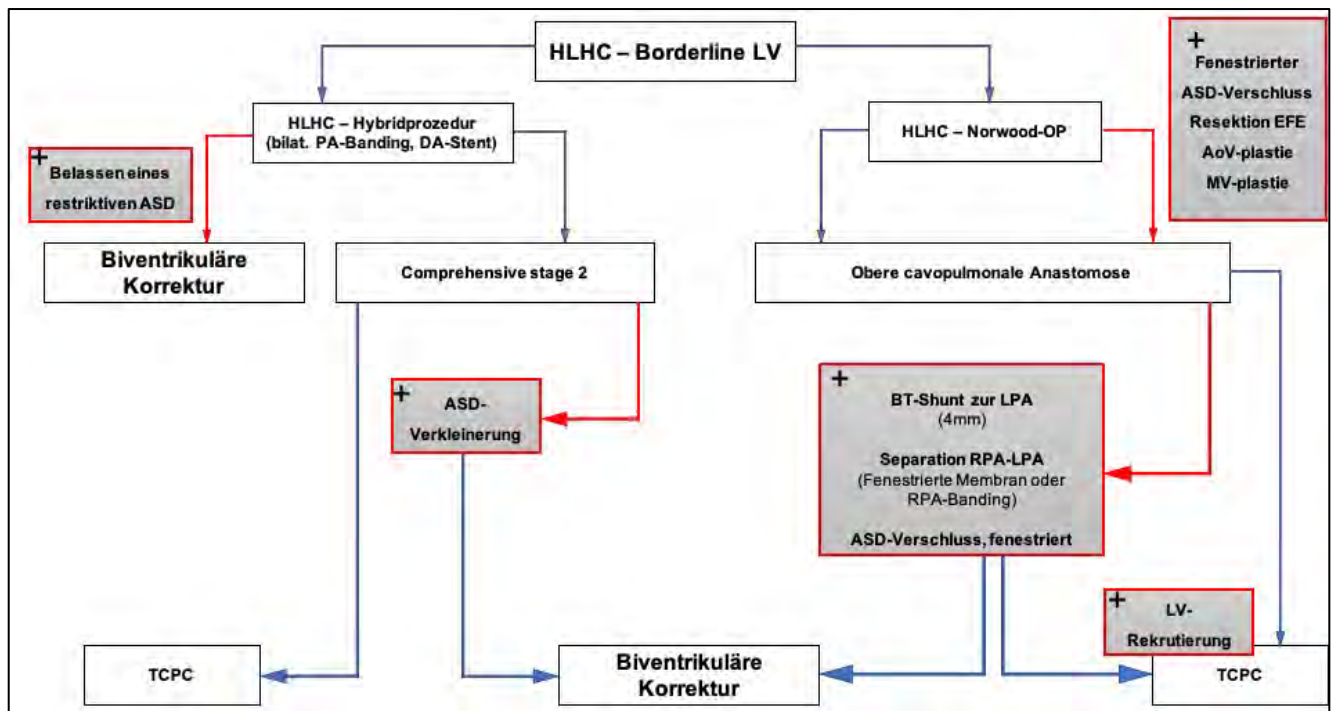 HLHC – Borderline LV
+
Fenestrierter
ASD-Verschluss
Resektion EFE
AoV-plastie
MV-plastie
HLHC – Hybridprozedur
(bilat. PA-Banding, DA-Stent)
HLHC – Norwood-OP
+
Belassen eines
restriktiven ASD
Biventrikuläre
Korrektur
Comprehensive stage 2
Obere cavopulmonale Anastomose
+
ASD-
Verkleinerung
+
BT-Shunt zur LPA
(4mm)
Separation RPA-LPA
(Fenestrierte Membran oder
RPA-Banding)
ASD-Verschluss, fenestriert
+
LV-
Rekrutierung
TCPC
Biventrikuläre
Korrektur
TCPC